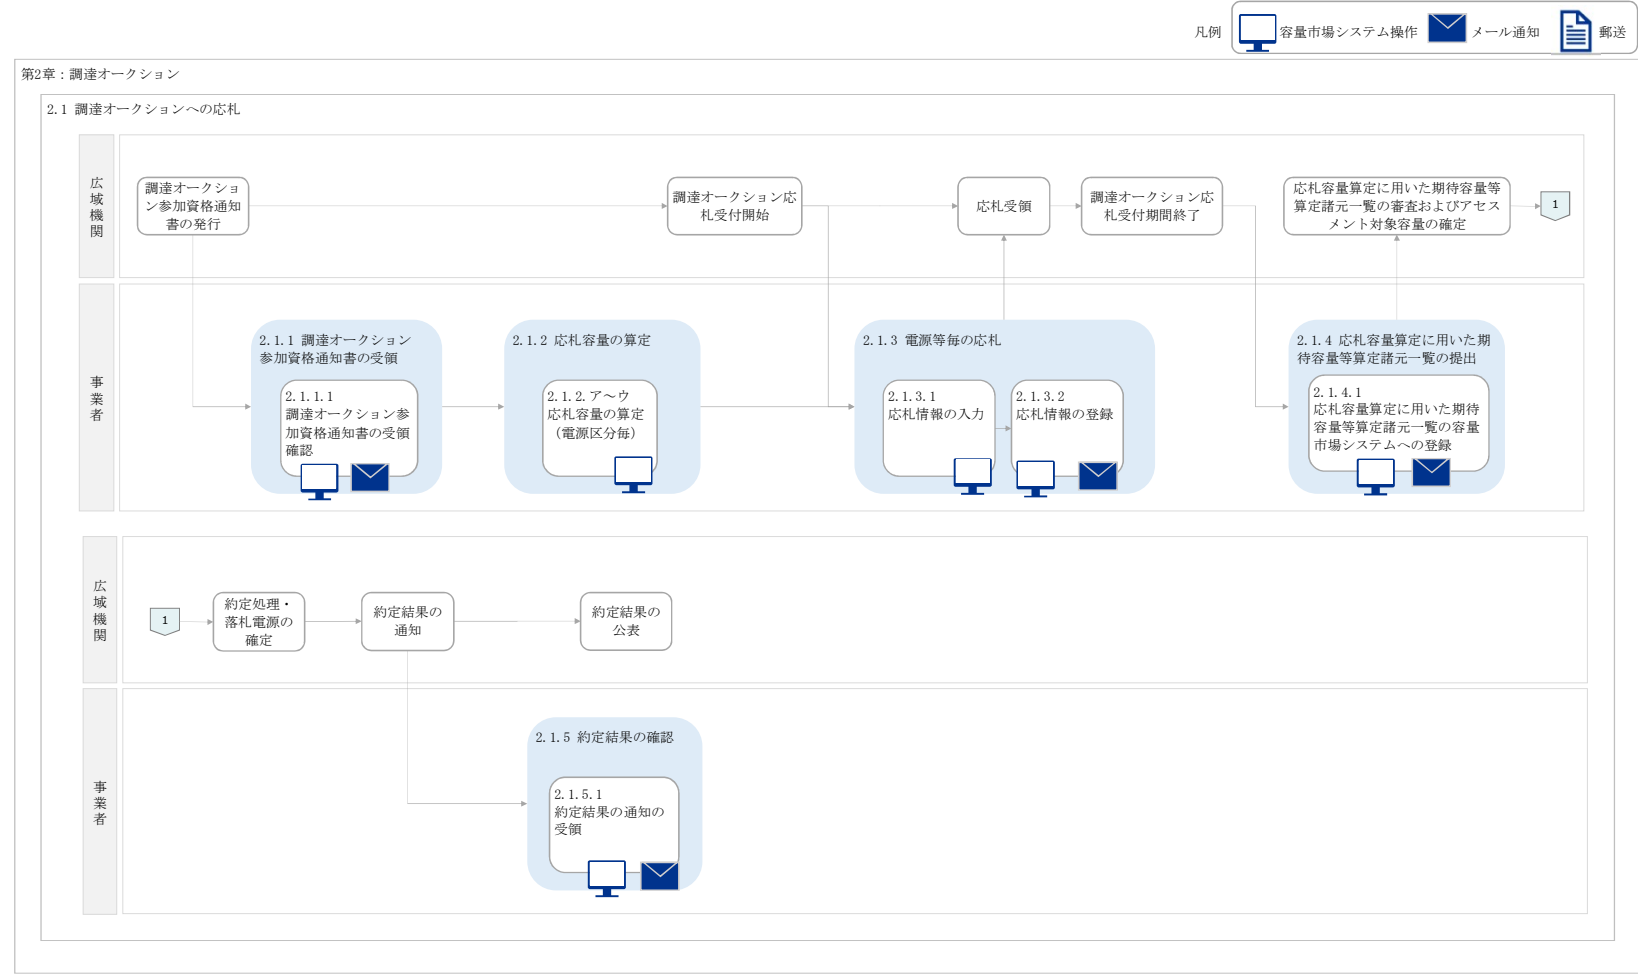 凡例
容量市場システム操作
メール通知
郵送
第2章：調達オークション
2.1 調達オークションへの応札
広域機関
調達オークショ
ン参加資格通知
書の発行
調達オークション応
札受付開始
応札受領
調達オークション応
札受付期間終了
応札容量算定に用いた期待容量等
算定諸元一覧の審査およびアセス
メント対象容量の確定
1
事業者
2.1.1 調達オークション
参加資格通知書の受領
2.1.1.1
調達オークション参
加資格通知書の受領
確認
2.1.2 応札容量の算定
2.1.2.ア～ウ
応札容量の算定
（電源区分毎）
2.1.3 電源等毎の応札
2.1.3.1
応札情報の入力
2.1.3.2
応札情報の登録
2.1.4 応札容量算定に用いた期
待容量等算定諸元一覧の提出
2.1.4.1
応札容量算定に用いた期待
容量等算定諸元一覧の容量
市場システムへの登録
広域機関
1
約定処理・
落札電源の
確定
約定結果の
通知
約定結果の
公表
事業者
2.1.5 約定結果の確認
2.1.5.1
約定結果の通知の
受領